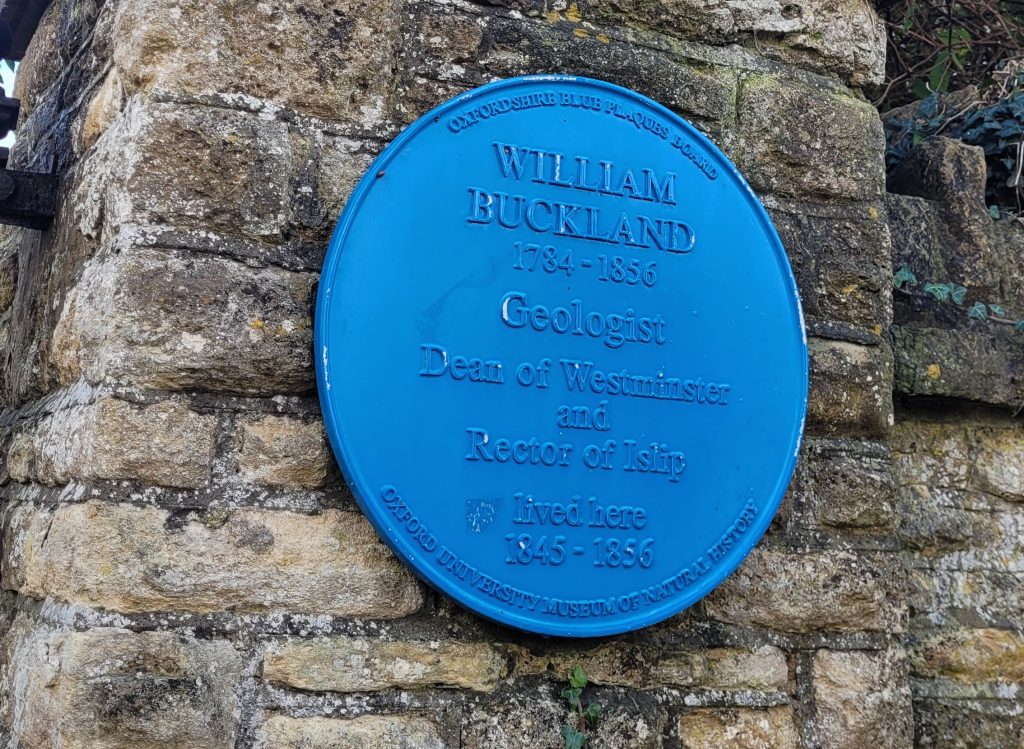 OXFORDSHIRE BLUE PLAQUES BOARD
WILLIAM
BUCKLAND
1784 - 1856
Geologist
Dean of Westminster
and
Rector of Islip
lived here
1845 - 1856
OXFORD UNIVERSITY MUSEUM OF NATURAL HISTORY